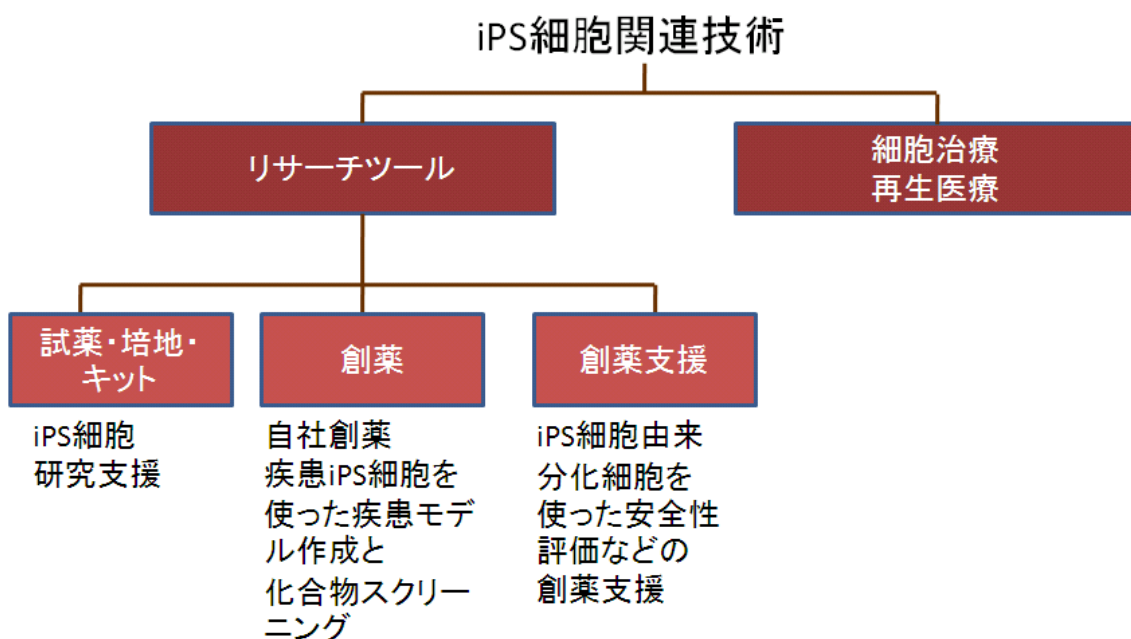 iPS細胞関連技術
リサーチツール
細胞治療
再生医療
試薬・培地・
キット
iPS細胞
研究支援
創薬
自社創薬
疾患iPS細胞を
使った疾患モデ
ル作成と
化合物スクリー
ニング
創薬支援
iPS細胞由来
分化細胞を
使った安全性
評価などの
創薬支援